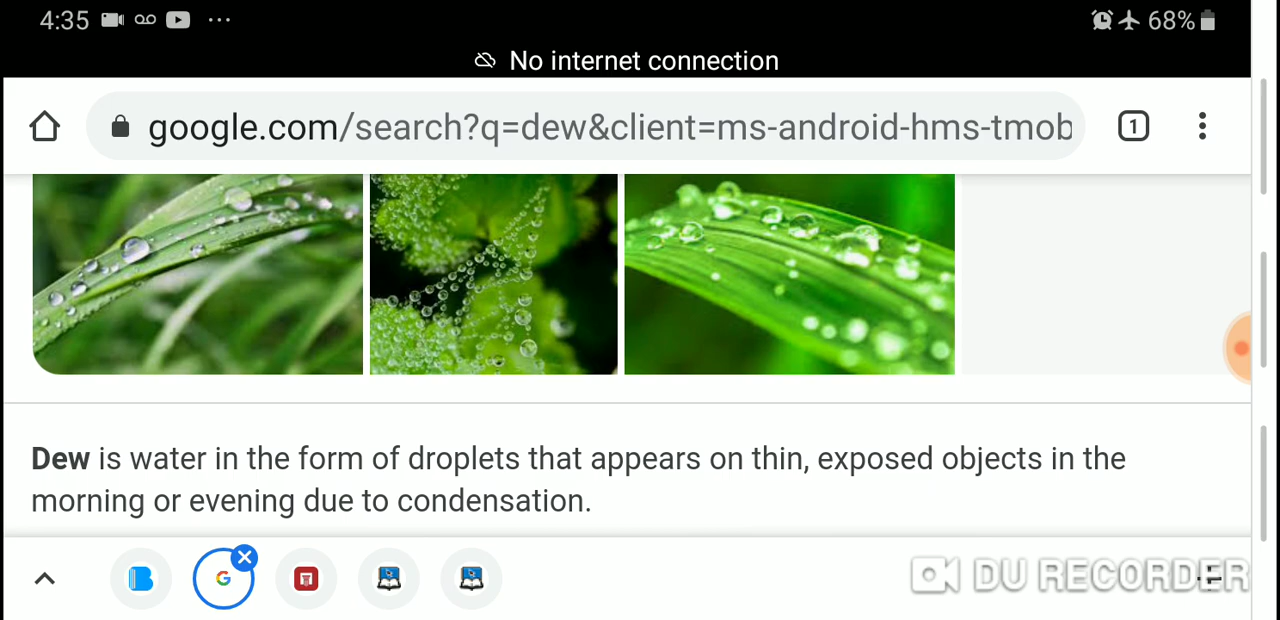 4:35 68%
No internet connection
google.com/search?q=dew&client=ms-android-hms-tmob
1
Dew is water in the form of droplets that appears on thin, exposed objects in the
morning or evening due to condensation.
G
DU RECORDER